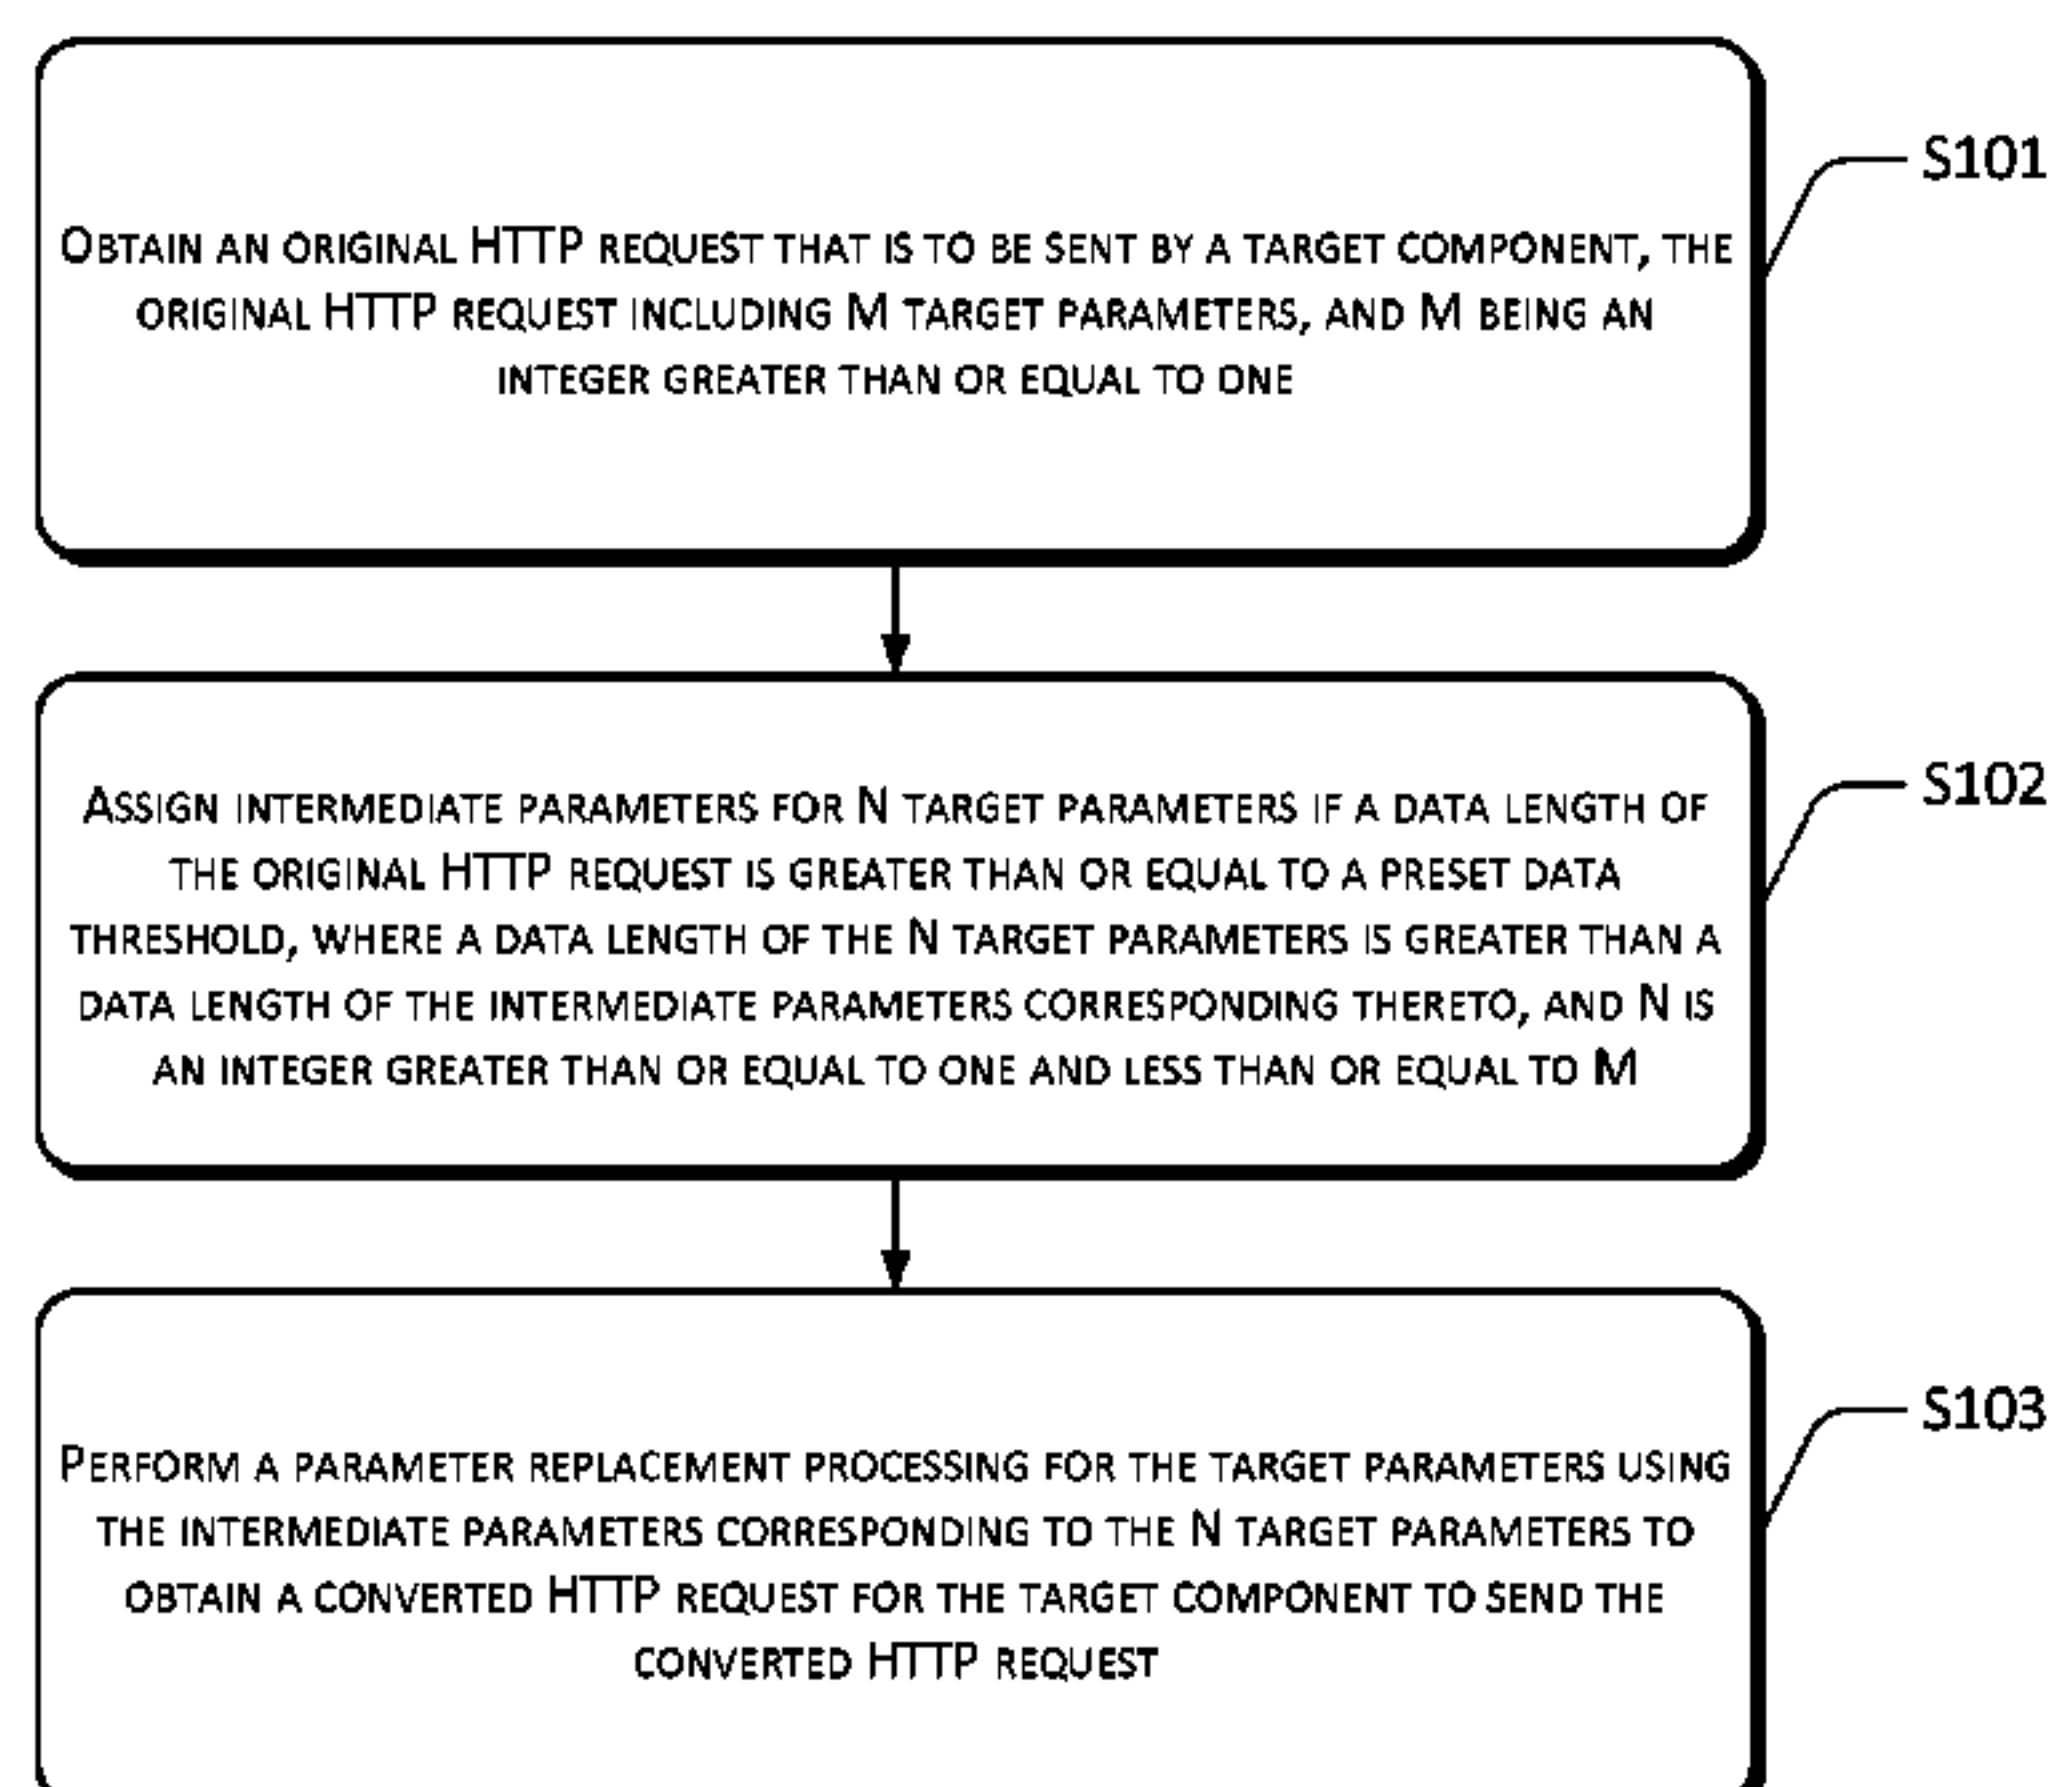 Obtain an original HTTP request that is to be sent by a target component, the
original HTTP request including M target parameters, and M being an
integer greater than or equal to one
S101
Assign intermediate parameters for N target parameters if a data length of
the original HTTP request is greater than or equal to a preset data
threshold, where a data length of the N target parameters is greater than a
data length of the intermediate parameters corresponding thereto, and N is
an integer greater than or equal to one and less than or equal to M
S102
Perform a parameter replacement processing for the target parameters using
the intermediate parameters corresponding to the N target parameters to
obtain a converted HTTP request for the target component to send the
converted HTTP request
S103